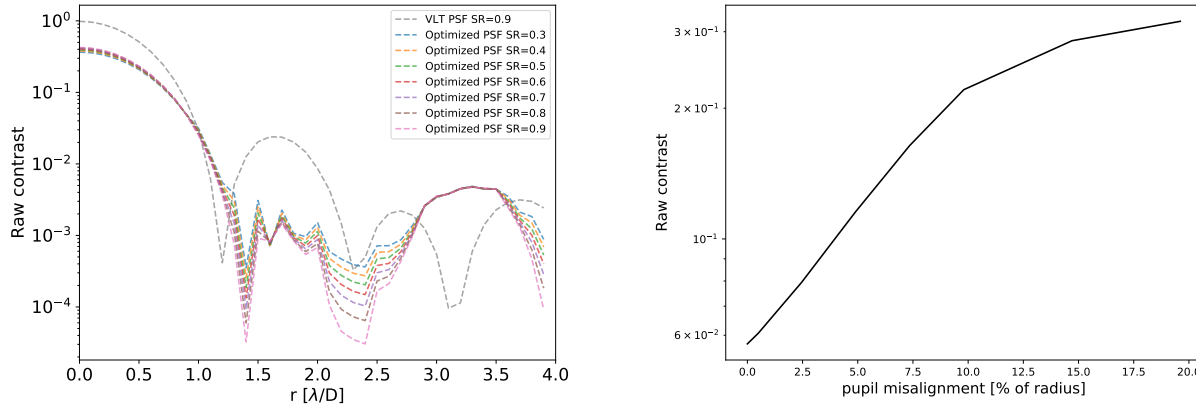 10⁰
10⁻¹
10⁻²
10⁻³
10⁻⁴
Raw contrast
0.0 0.5 1.0 1.5 2.0 2.5 3.0 3.5 4.0
r [λ/D]
VLT PSF SR=0.9
Optimized PSF SR=0.3
Optimized PSF SR=0.4
Optimized PSF SR=0.5
Optimized PSF SR=0.6
Optimized PSF SR=0.7
Optimized PSF SR=0.8
Optimized PSF SR=0.9
3 × 10⁻¹
2 × 10⁻¹
10⁻¹
6 × 10⁻²
Raw contrast
0.0 2.5 5.0 7.5 10.0 12.5 15.0 17.5 20.0
pupil misalignment [% of radius]